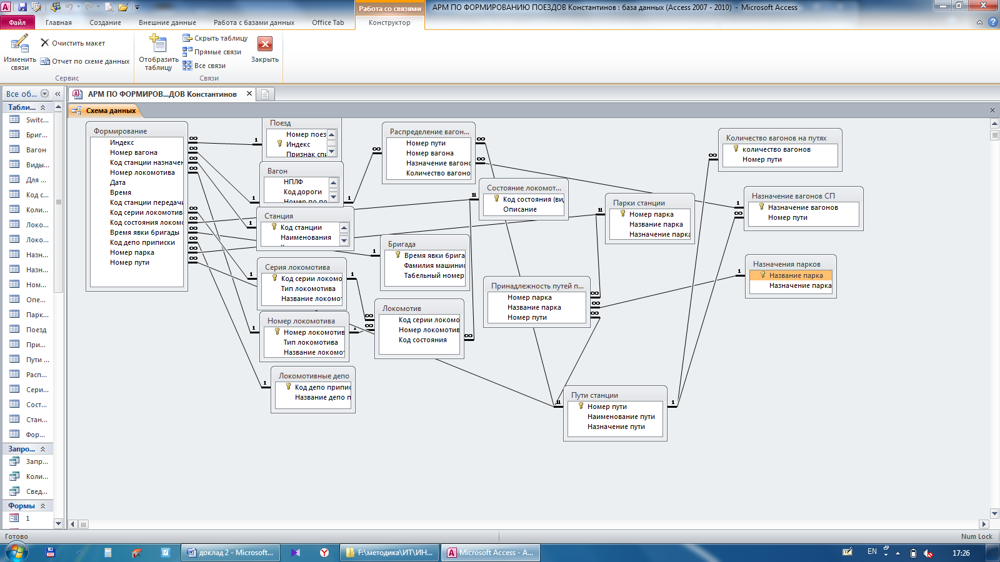 АРМ ПО ФОРМИРОВАНИЮ ПОЕЗДОВ Константинов : база данных (Access 2007 - 2010) - Microsoft Access
Работа со связями
Файл
Главная
Создание
Внешние данные
Работа с базами данных
Office Tab
Конструктор
Изменить связи
Очистить макет
Отчет по схеме данных
Сервис
Отобразить таблицу
Скрыть таблицу
Прямые связи
Все связи
Связи
Закрыть
Все об...
АРМ ПО ФОРМИРОВ...ДОВ Константинов
Схема данных
Табли...
Switc...
Бриг...
Вагон
Виды...
Для ...
Код с...
Коли...
Локо...
Локо...
Назн...
Назн...
Ном...
Опе...
Парк...
Поезд
При...
Пути ...
Расп...
Сери...
Сост...
Стан...
Фор...
Запро...
Запр...
Коли...
Свед...
Формы
1
Формирование
Индекс
Номер вагона
Код станции назначен
Номер локомотива
Дата
Время
Код станции передачи
Код серии локомотив
Код состояния локом
Время явки бригады
Код депо приписки
Номер парка
Номер пути
Поезд
Номер поез
Индекс
Признак спи
Вагон
НПЛФ
Код дороги
Номер по по
Станция
Код станции
Наименования
Серия локомотива
Код серии локомо
Тип локомотива
Название локомот
Номер локомотива
Номер локомотив
Тип локомотива
Название локомот
Локомотивные депо
Код депо припис
Название депо п
Распределение вагон...
Номер пути
Номер вагона
Назначение вагоно
Количество вагоно
Бригада
Время явки брига
Фамилия машинис
Табельный номер
Локомотив
Код серии локомо
Номер локомотив
Код состояния
Состояние локомот...
Код состояния (ви
Описание
Принадлежность путей п...
Номер парка
Название парка
Номер пути
Парки станции
Номер парка
Название парка
Назначение парка
Пути станции
Номер пути
Наименование пути
Назначение пути
Количество вагонов на путях
количество вагонов
Номер пути
Назначение вагонов СП
Назначение вагонов
Номер пути
Назначения парков
Название парка
Назначение парка
Готово
Num Lock
доклад 2 - Microsoft...
F:\методика\ИТ\ИН...
Microsoft Access - А...
EN
17:26